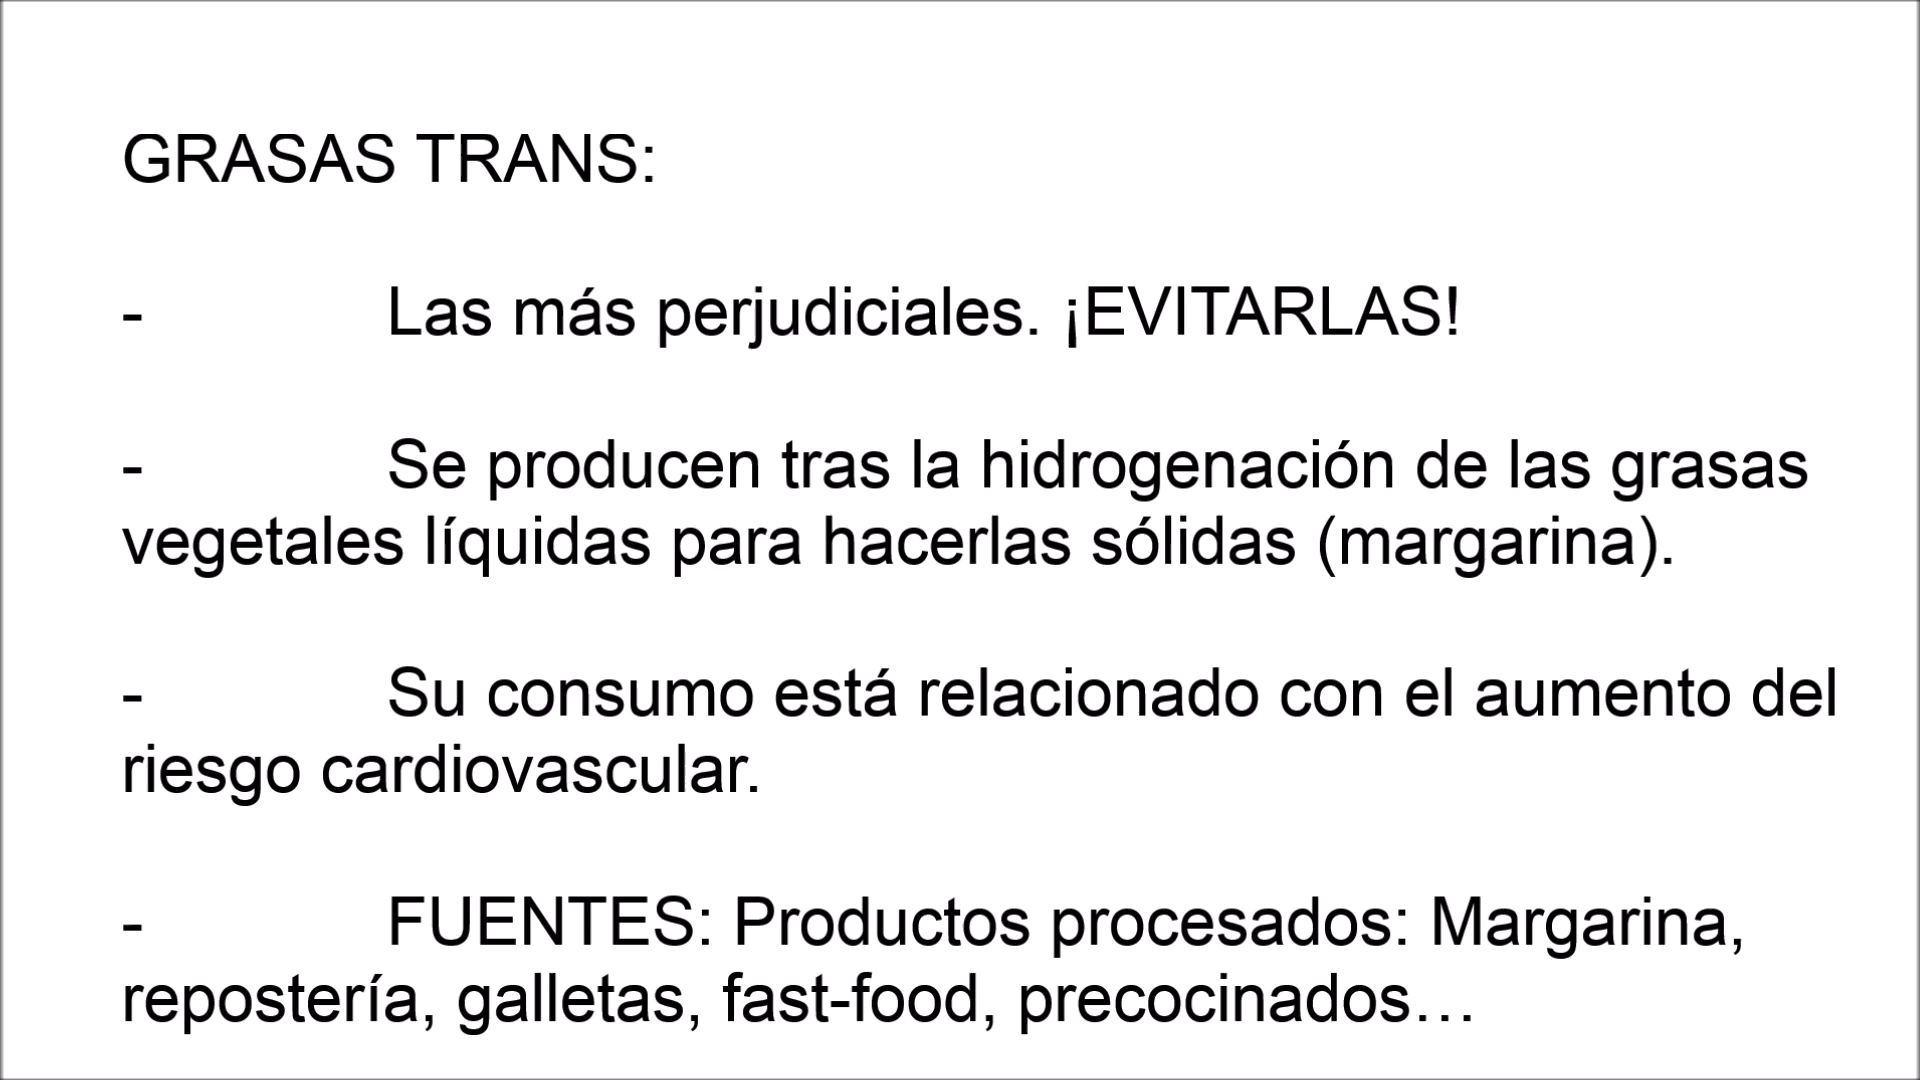 GRASAS TRANS:
- Las más perjudiciales. ¡EVITARLAS!
- Se producen tras la hidrogenación de las grasas
vegetales líquidas para hacerlas sólidas (margarina).
- Su consumo está relacionado con el aumento del
riesgo cardiovascular.
- FUENTES: Productos procesados: Margarina,
repostería, galletas, fast-food, precocinados…